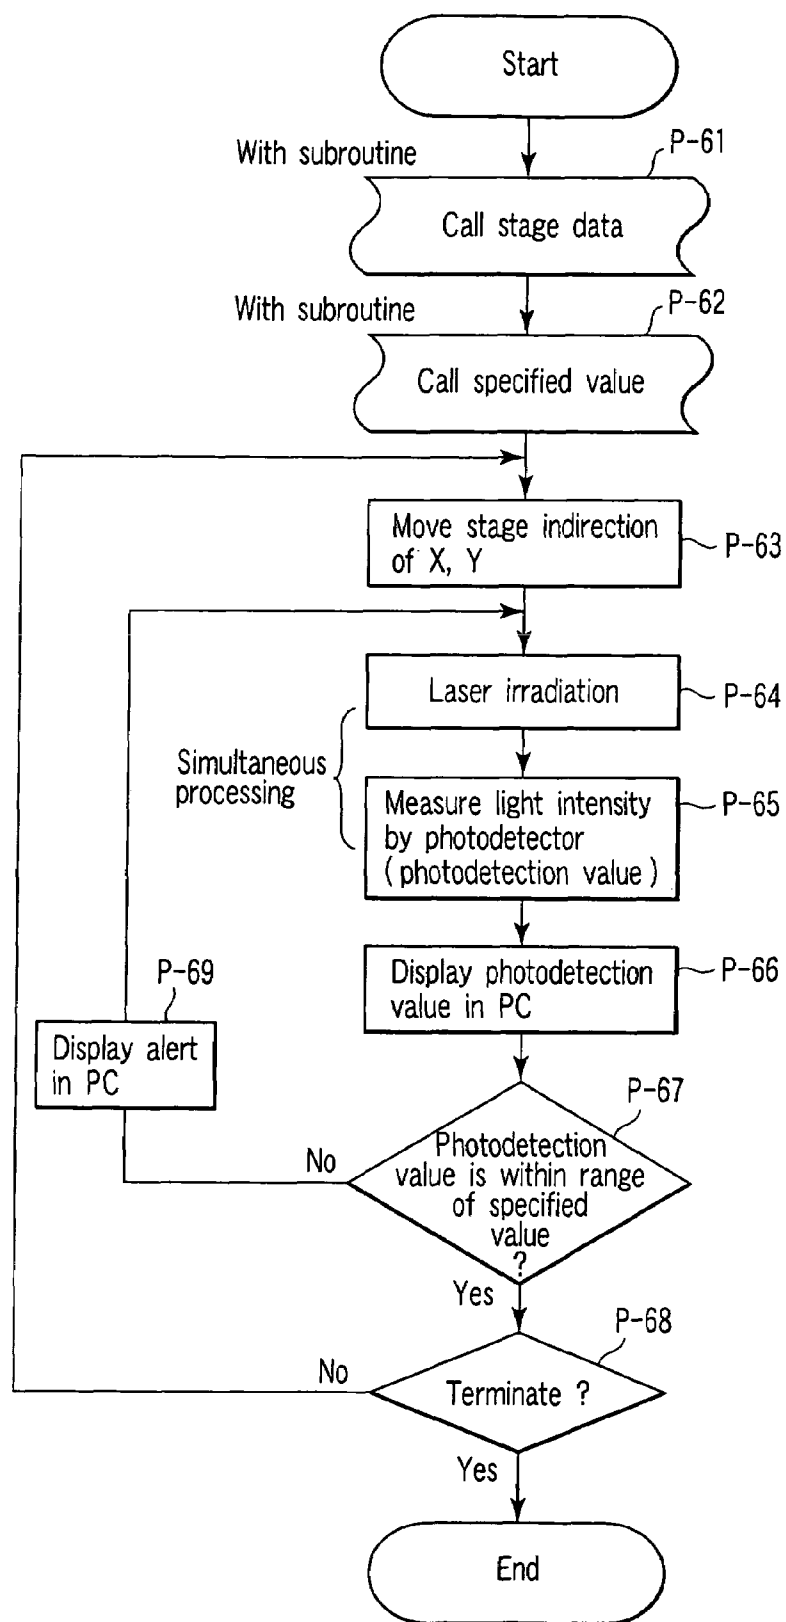 Start
With subroutine
P-61
Call stage data
With subroutine
P-62
Call specified value
Move stage indirection
of X, Y
P-63
Laser irradiation
P-64
Simultaneous
processing
Measure light intensity
by photodetector
(photodetection value)
P-65
Display photodetection
value in PC
P-66
P-69
Display alert
in PC
P-67
Photodetection
value is within range
of specified
value
?
No
Yes
P-68
Terminate ?
No
Yes
End